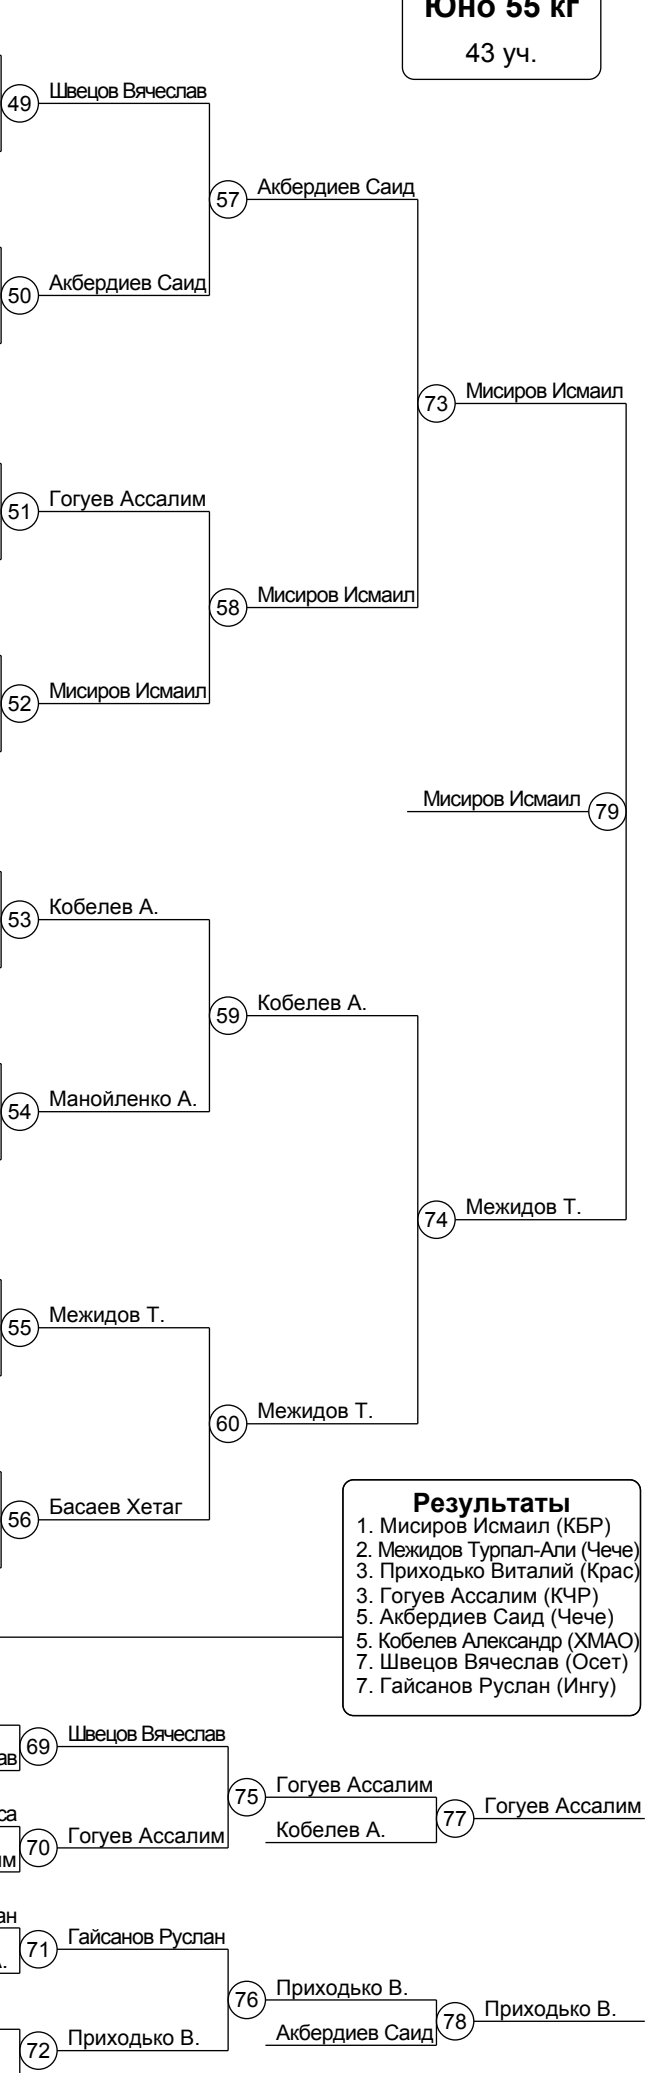 Юно 55 кг
43 уч.
49 Швецов Вячеслав
57 Акбердиев Саид
50 Акбердиев Саид
73 Мисиров Исмаил
51 Гогуев Ассалим
58 Мисиров Исмаил
52 Мисиров Исмаил
Мисиров Исмаил 79
53 Кобелев А.
59 Кобелев А.
54 Манойленко А.
74 Межидов Т.
55 Межидов Т.
60 Межидов Т.
56 Басаев Хетаг
Результаты
1. Мисиров Исмаил (КБР)
2. Межидов Турпал-Али (Чече)
3. Приходько Виталий (Крас)
3. Гогуев Ассалим (КЧР)
5. Акбердиев Саид (Чече)
5. Кобелев Александр (ХМАО)
7. Швецов Вячеслав (Осет)
7. Гайсанов Руслан (Ингу)
69 Швецов Вячеслав
ав
75 Гогуев Ассалим
77 Гогуев Ассалим
са
Кобелев А.
70 Гогуев Ассалим
им
ан
71 Гайсанов Руслан
76 Приходько В.
78 Приходько В.
Акбердиев Саид
72 Приходько В.